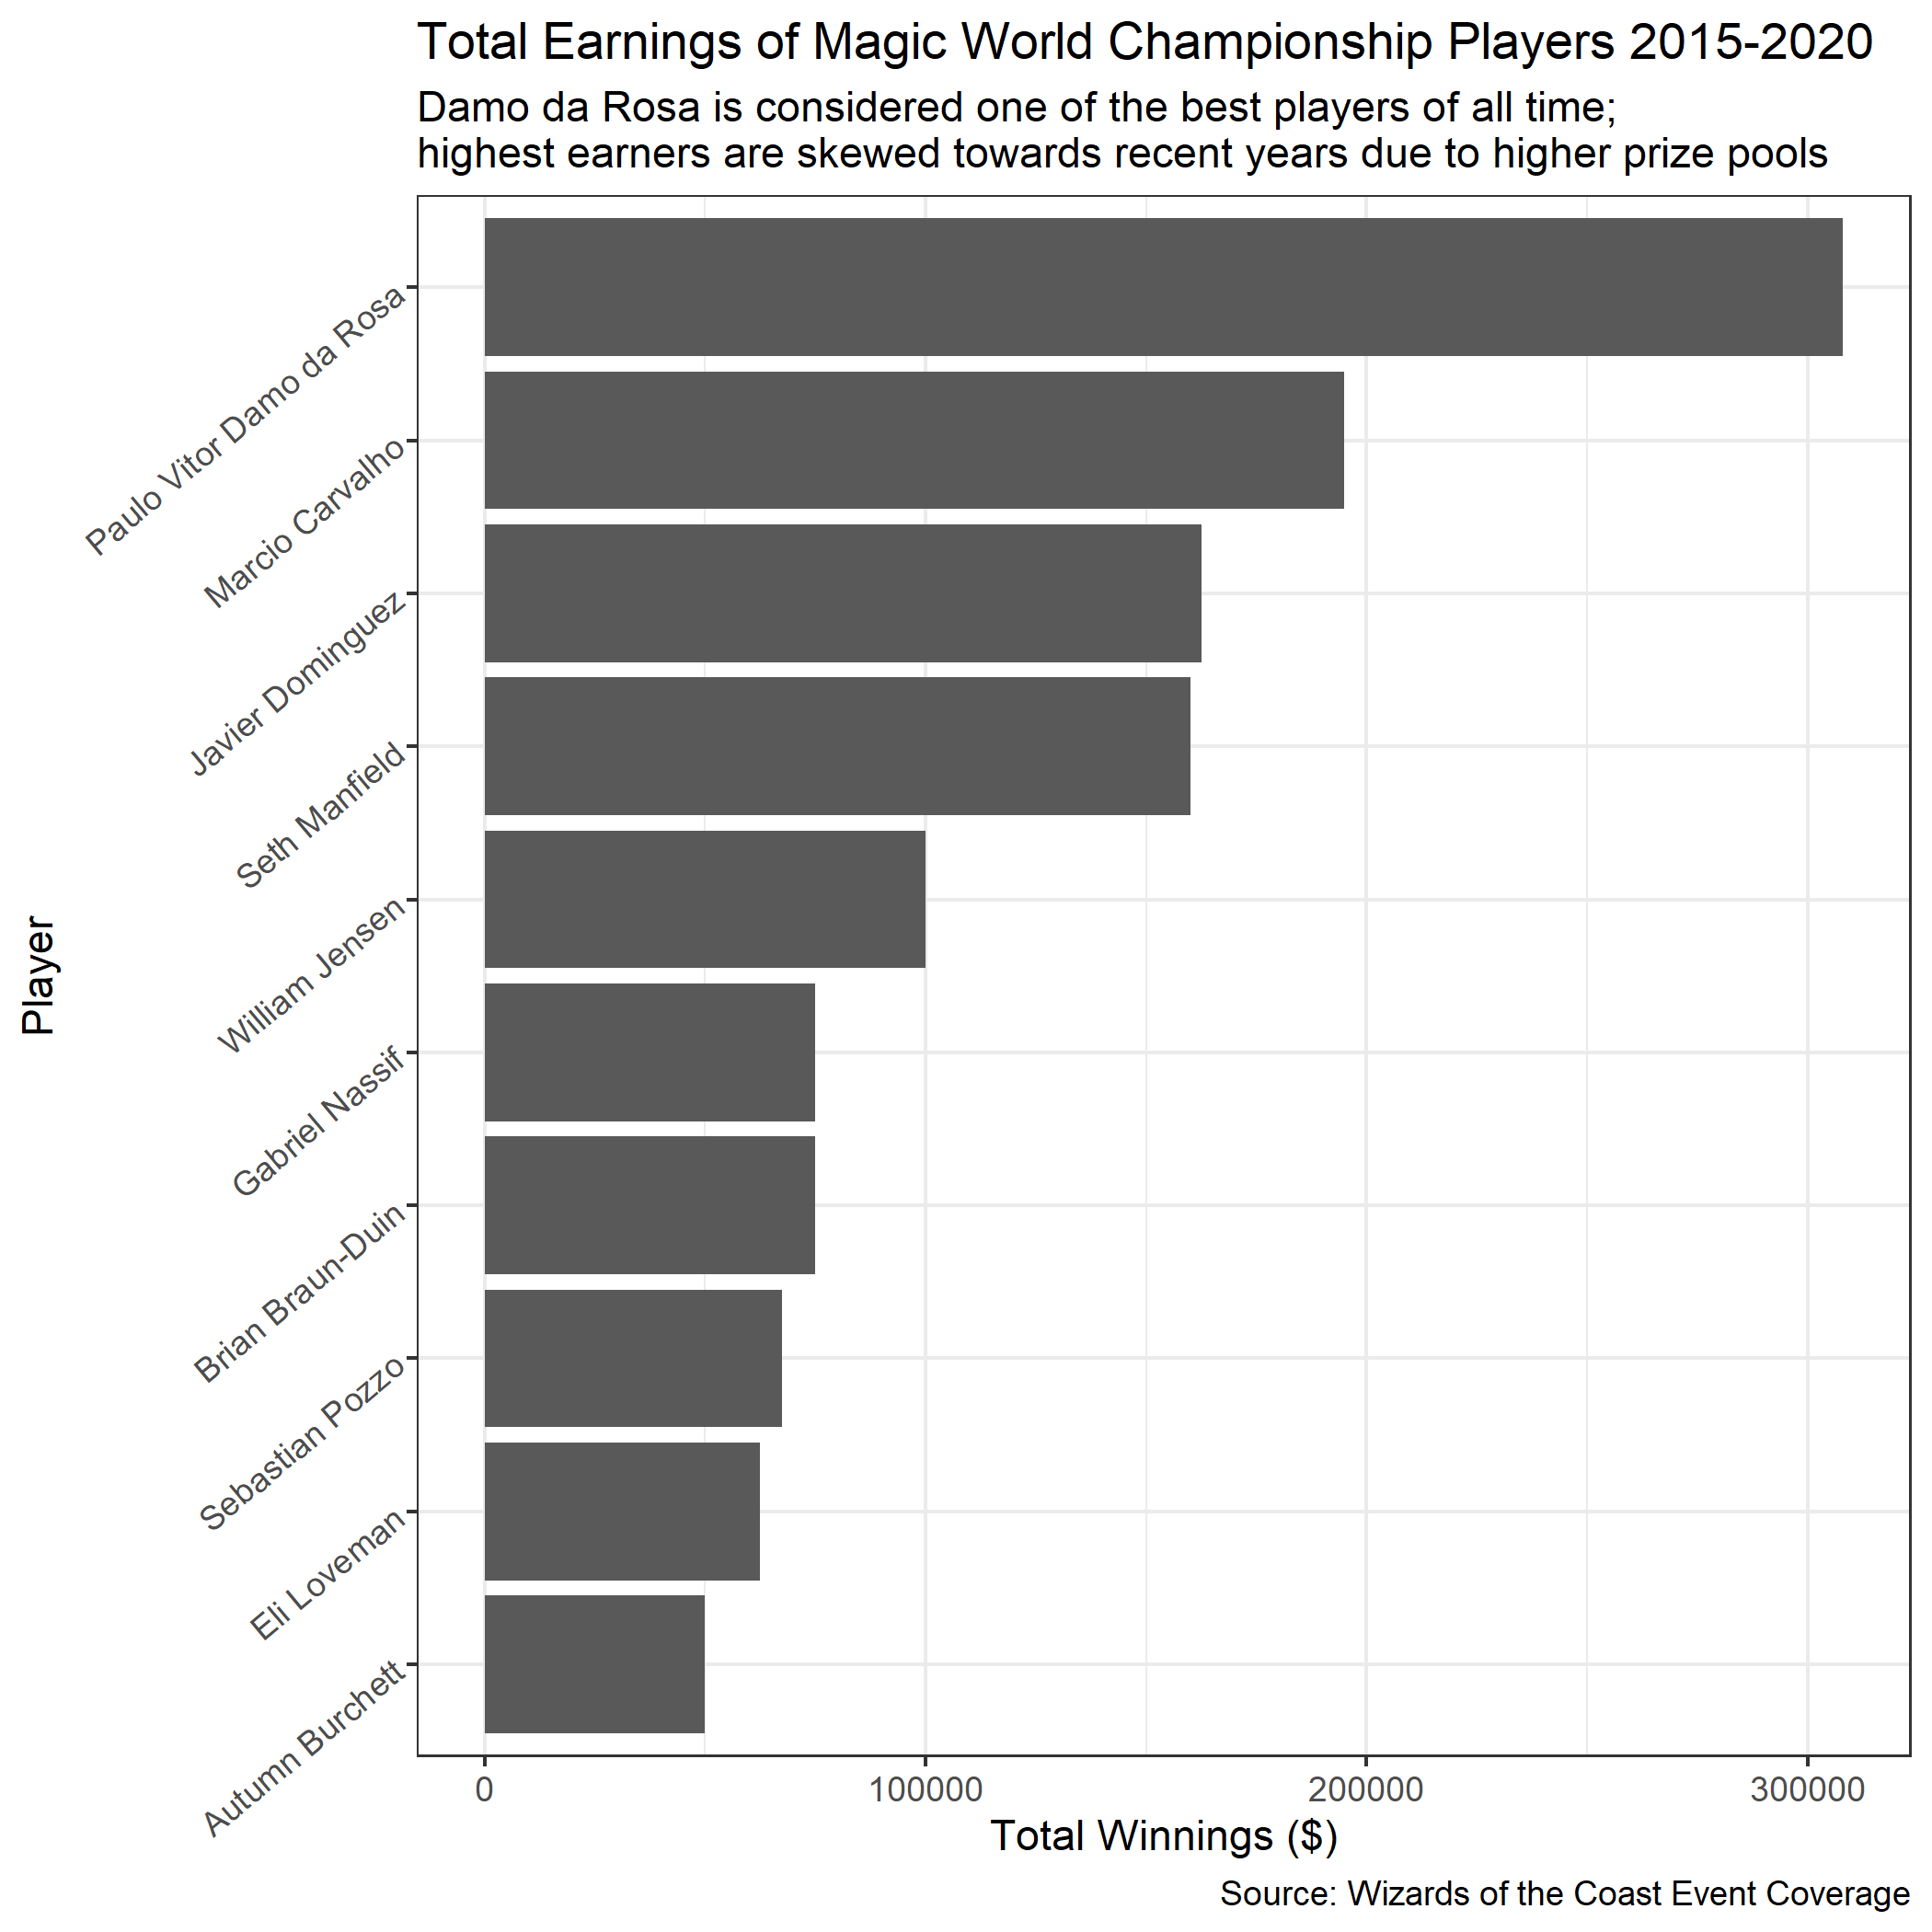 Total Earnings of Magic World Championship Players 2015-2020
Damo da Rosa is considered one of the best players of all time;
highest earners are skewed towards recent years due to higher prize pools
Player
Paulo Vitor Damo da Rosa
Marcio Carvalho
Javier Dominguez
Seth Manfield
William Jensen
Gabriel Nassif
Brian Braun-Duin
Sebastian Pozzo
Eli Loveman
Autumn Burchett
0 100000 200000 300000
Total Winnings ($)
Source: Wizards of the Coast Event Coverage